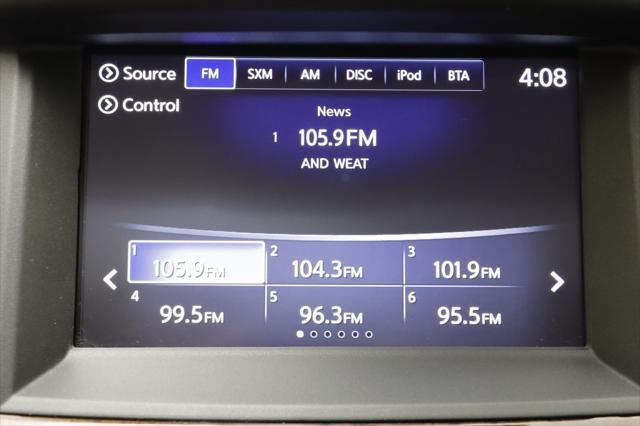 Source FM SXM AM DISC iPod BTA 4:08
Control
News
1 105.9FM
AND WEAT
1 105.9FM 2 104.3FM 3 101.9FM
4 99.5FM 5 96.3FM 6 95.5FM